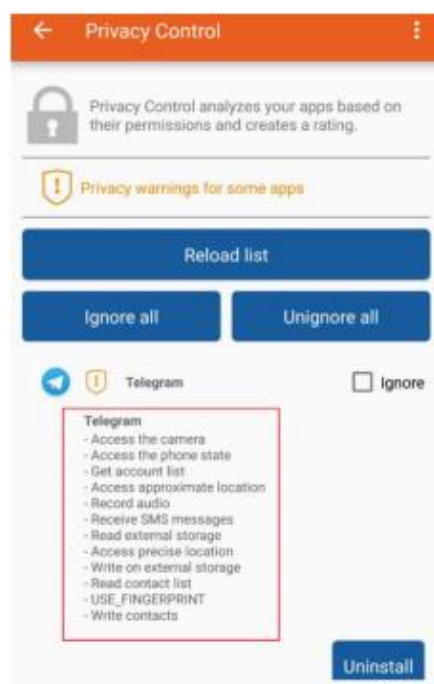 Privacy Control
Privacy Control analyzes your apps based on
their permissions and creates a rating.
Privacy warnings for some apps
Reload list
Ignore all
Unignore all
Telegram
Ignore
Telegram
- Access the camera
- Access the phone state
- Get account list
- Access approximate location
- Record audio
- Receive SMS messages
- Read external storage
- Access precise location
- Write on external storage
- Read contact list
- USE_FINGERPRINT
- Write contacts
Uninstall